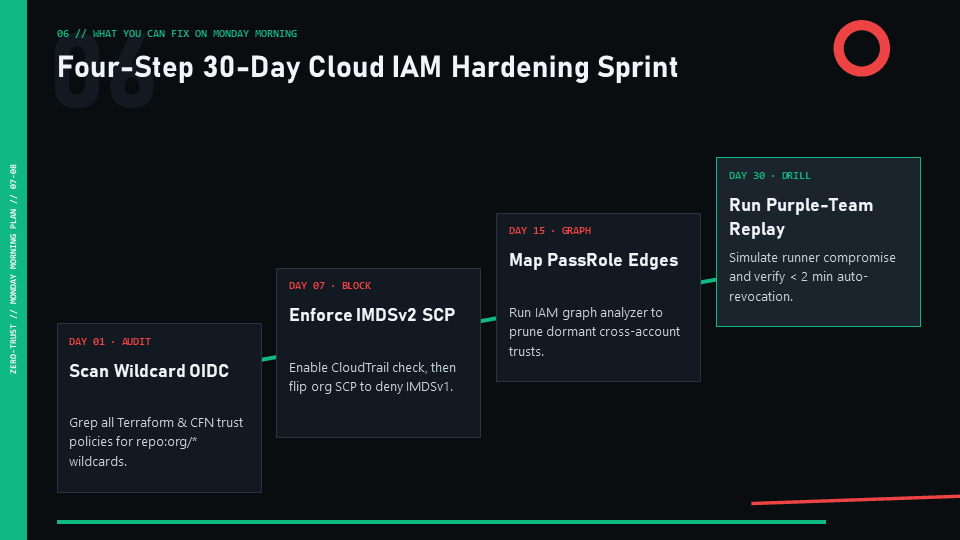 06 // WHAT YOU CAN FIX ON MONDAY MORNING
06
Four-Step 30-Day Cloud IAM Hardening Sprint
ZERO-TRUST // MONDAY MORNING PLAN // 07-08
DAY 01 · AUDIT
Scan Wildcard OIDC
Grep all Terraform & CFN trust
policies for repo:org/*
wildcards.
DAY 07 · BLOCK
Enforce IMDSv2 SCP
Enable CloudTrail check, then
flip org SCP to deny IMDSv1.
DAY 15 · GRAPH
Map PassRole Edges
Run IAM graph analyzer to
prune dormant cross-account
trusts.
DAY 30 · DRILL
Run Purple-Team
Replay
Simulate runner compromise
and verify < 2 min auto-
revocation.